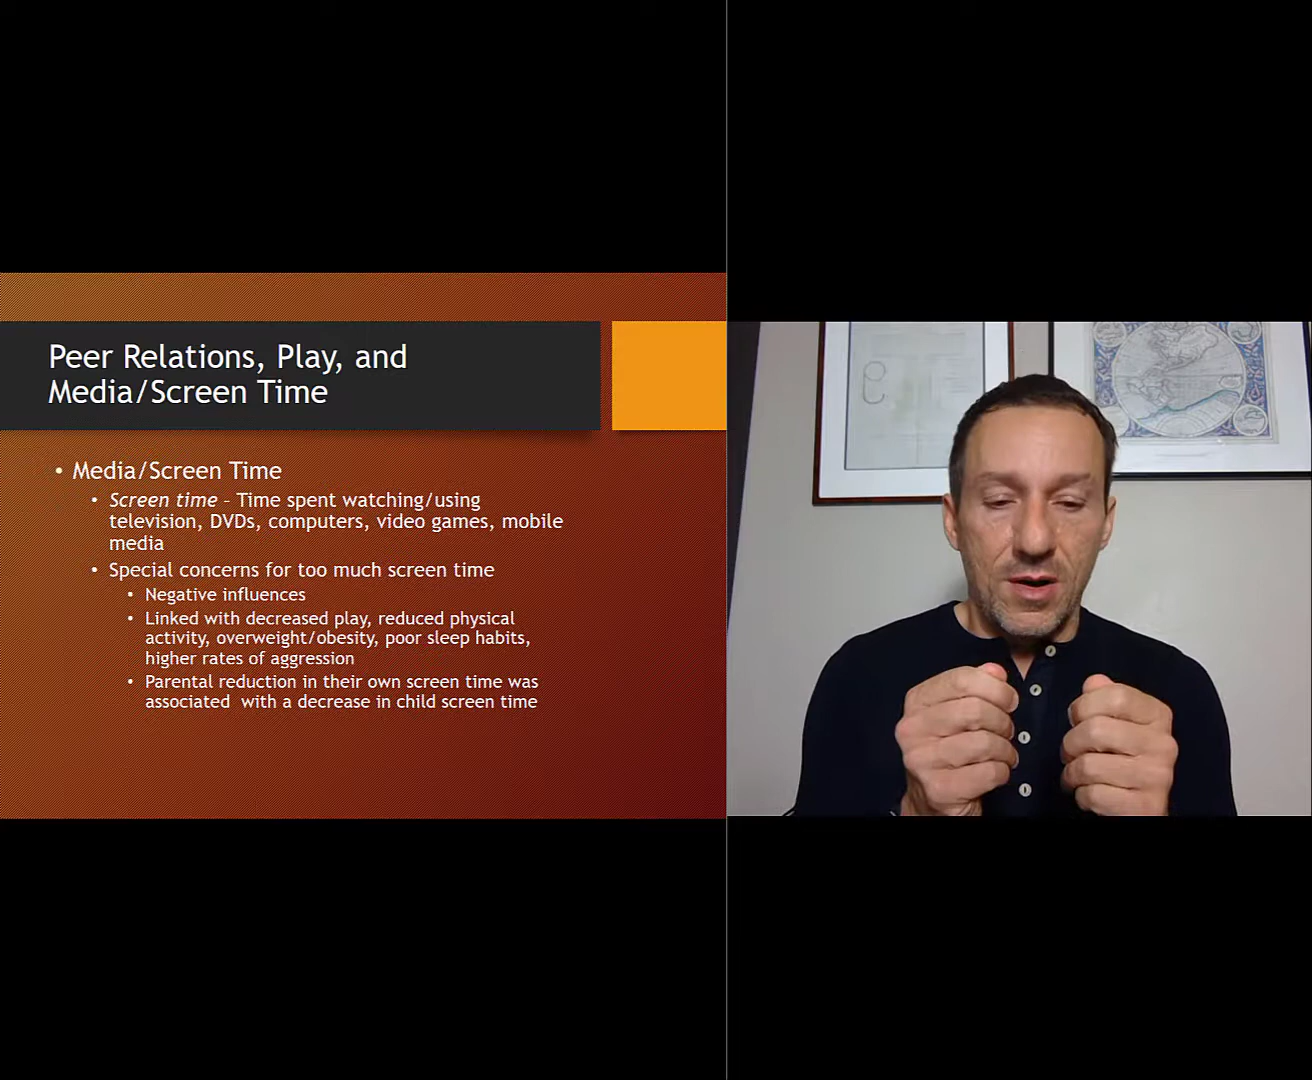 Peer Relations, Play, and
Media/Screen Time
• Media/Screen Time
• Screen time – Time spent watching/using
television, DVDs, computers, video games, mobile
media
• Special concerns for too much screen time
• Negative influences
• Linked with decreased play, reduced physical
activity, overweight/obesity, poor sleep habits,
higher rates of aggression
• Parental reduction in their own screen time was
associated  with a decrease in child screen time